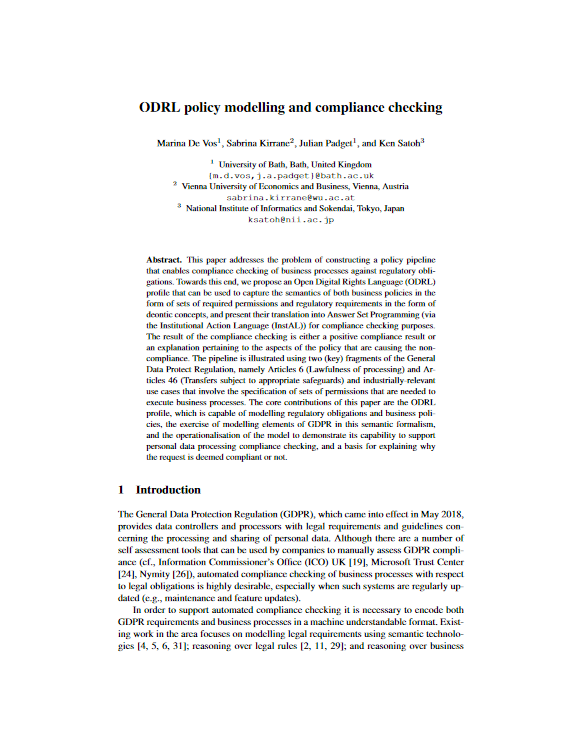 ODRL policy modelling and compliance checking
Marina De Vos1, Sabrina Kirrane2, Julian Padget1, and Ken Satoh3
1 University of Bath, Bath, United Kingdom
{m.d.vos,j.a.padget}@bath.ac.uk
2 Vienna University of Economics and Business, Vienna, Austria
sabrina.kirrane@wu.ac.at
3 National Institute of Informatics and Sokendai, Tokyo, Japan
ksatoh@nii.ac.jp
Abstract. This paper addresses the problem of constructing a policy pipeline
that enables compliance checking of business processes against regulatory obli-
gations. Towards this end, we propose an Open Digital Rights Language (ODRL)
profile that can be used to capture the semantics of both business policies in the
form of sets of required permissions and regulatory requirements in the form of
deontic concepts, and present their translation into Answer Set Programming (via
the Institutional Action Language (InstAL)) for compliance checking purposes.
The result of the compliance checking is either a positive compliance result or
an explanation pertaining to the aspects of the policy that are causing the non-
compliance. The pipeline is illustrated using two (key) fragments of the General
Data Protect Regulation, namely Articles 6 (Lawfulness of processing) and Ar-
ticles 46 (Transfers subject to appropriate safeguards) and industrially-relevant
use cases that involve the specification of sets of permissions that are needed to
execute business processes. The core contributions of this paper are the ODRL
profile, which is capable of modelling regulatory obligations and business poli-
cies, the exercise of modelling elements of GDPR in this semantic formalism,
and the operationalisation of the model to demonstrate its capability to support
personal data processing compliance checking, and a basis for explaining why
the request is deemed compliant or not.
1 Introduction
The General Data Protection Regulation (GDPR), which came into effect in May 2018,
provides data controllers and processors with legal requirements and guidelines con-
cerning the processing and sharing of personal data. Although there are a number of
self assessment tools that can be used by companies to manually assess GDPR compli-
ance (cf., Information Commissioner's Office (ICO) UK [19], Microsoft Trust Center
[24], Nymity [26]), automated compliance checking of business processes with respect
to legal obligations is highly desirable, especially when such systems are regularly up-
dated (e.g., maintenance and feature updates).
In order to support automated compliance checking it is necessary to encode both
GDPR requirements and business processes in a machine understandable format. Exist-
ing work in the area focuses on modelling legal requirements using semantic technolo-
gies [4, 5, 6, 31]; reasoning over legal rules [2, 11, 29]; and reasoning over business